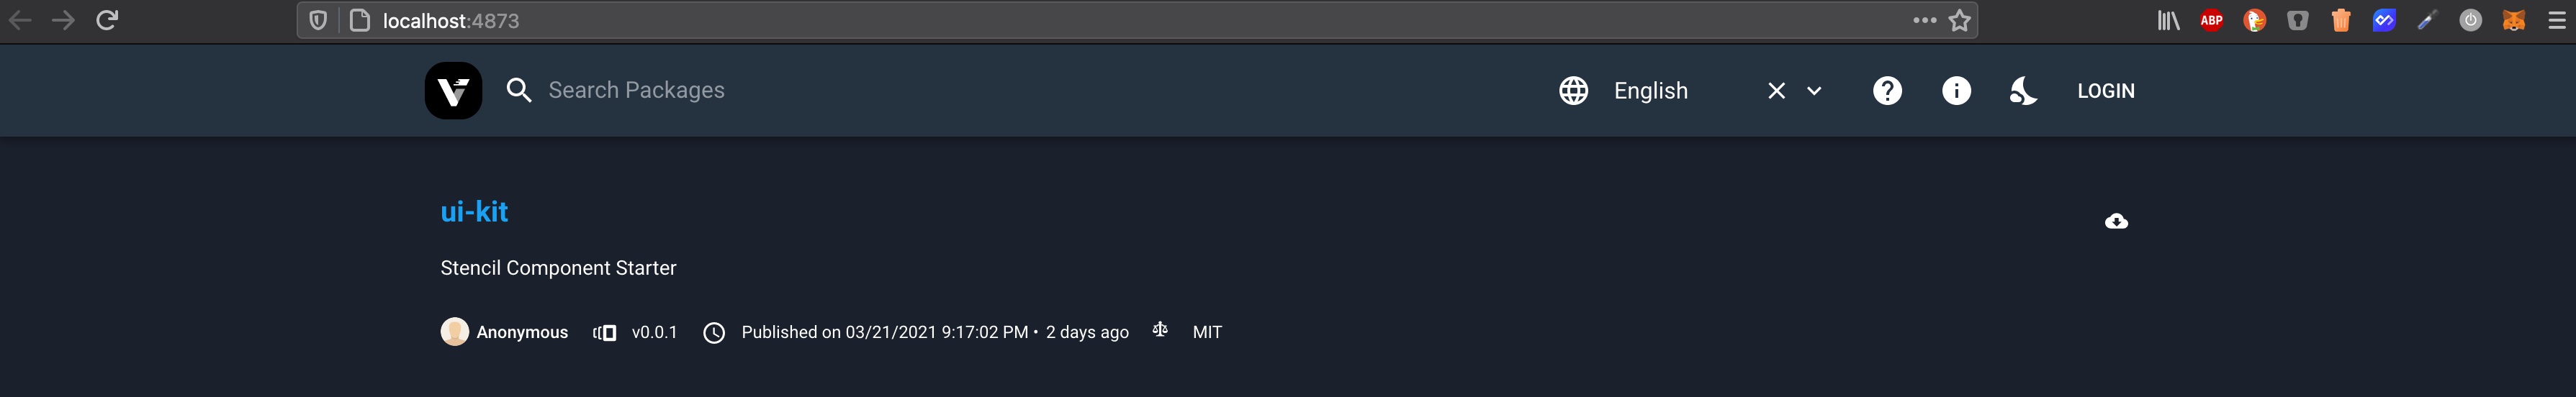 localhost:4873
ABP
Search Packages
English
LOGIN
ui-kit
Stencil Component Starter
Anonymous v0.0.1 Published on 03/21/2021 9:17:02 PM • 2 days ago MIT